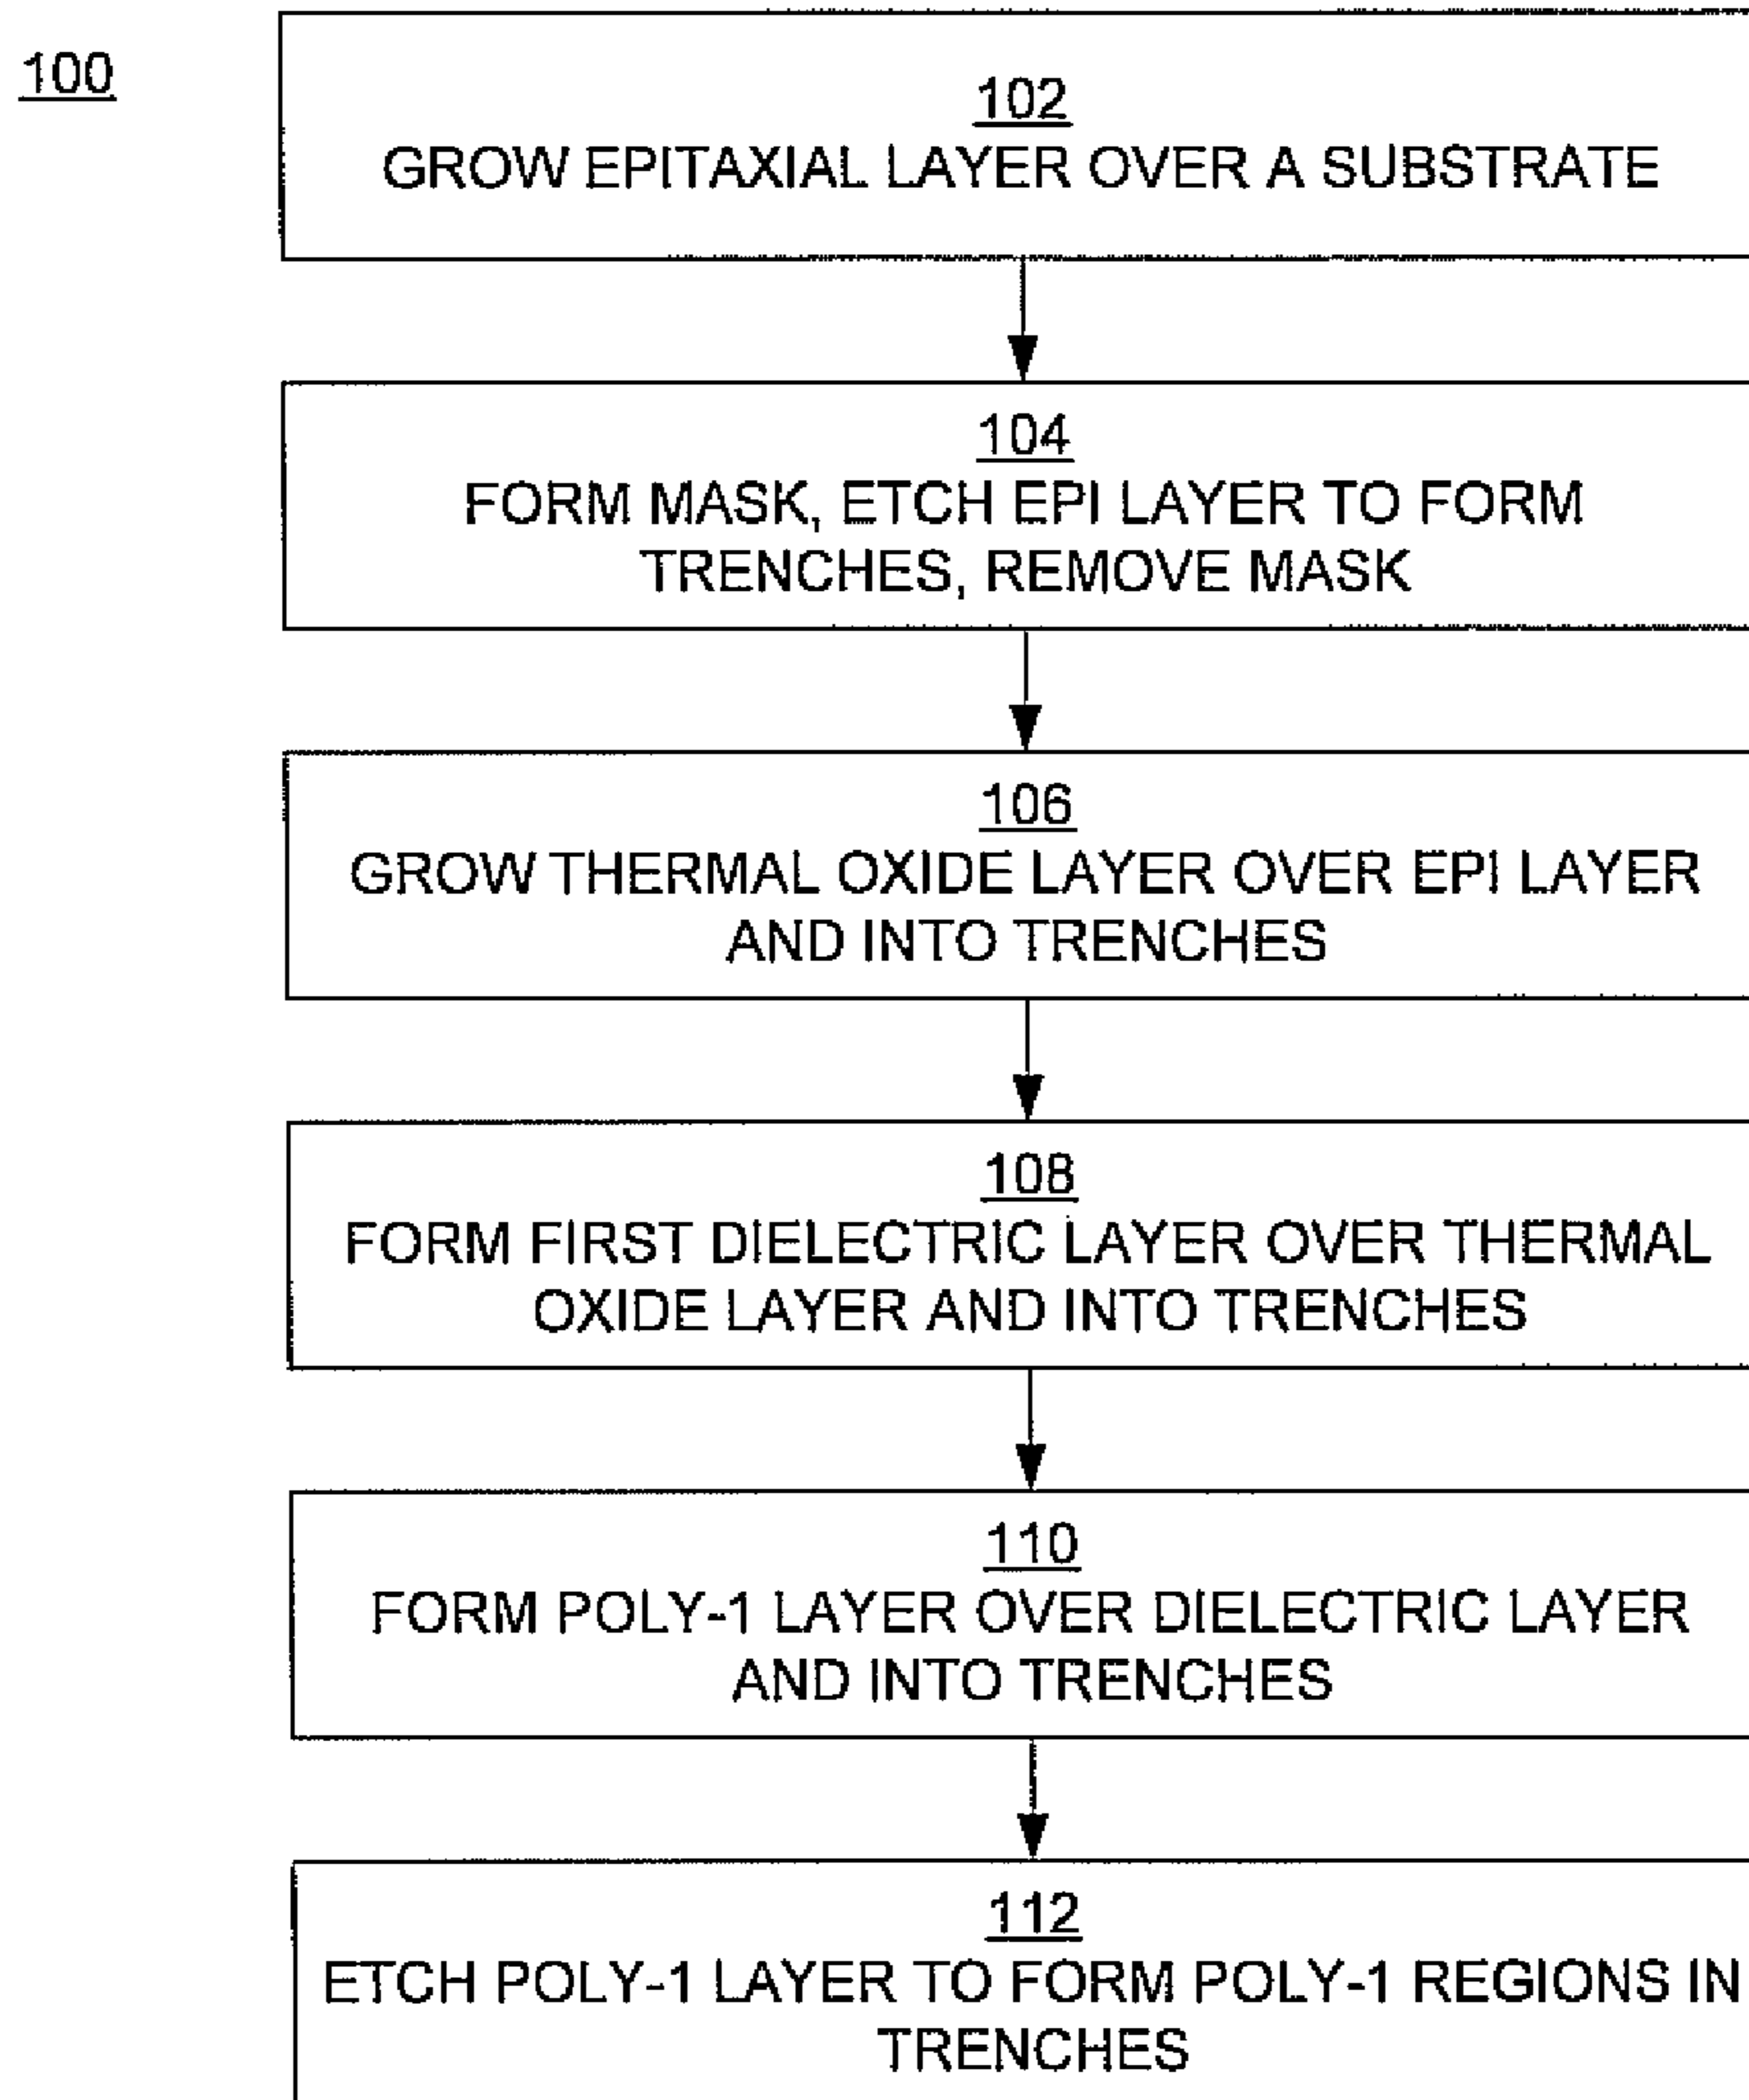 100
102
GROW EPITAXIAL LAYER OVER A SUBSTRATE
104
FORM MASK, ETCH EPI LAYER TO FORM
TRENCHES, REMOVE MASK
106
GROW THERMAL OXIDE LAYER OVER EPI LAYER
AND INTO TRENCHES
108
FORM FIRST DIELECTRIC LAYER OVER THERMAL
OXIDE LAYER AND INTO TRENCHES
110
FORM POLY-1 LAYER OVER DIELECTRIC LAYER
AND INTO TRENCHES
112
ETCH POLY-1 LAYER TO FORM POLY-1 REGIONS IN
TRENCHES